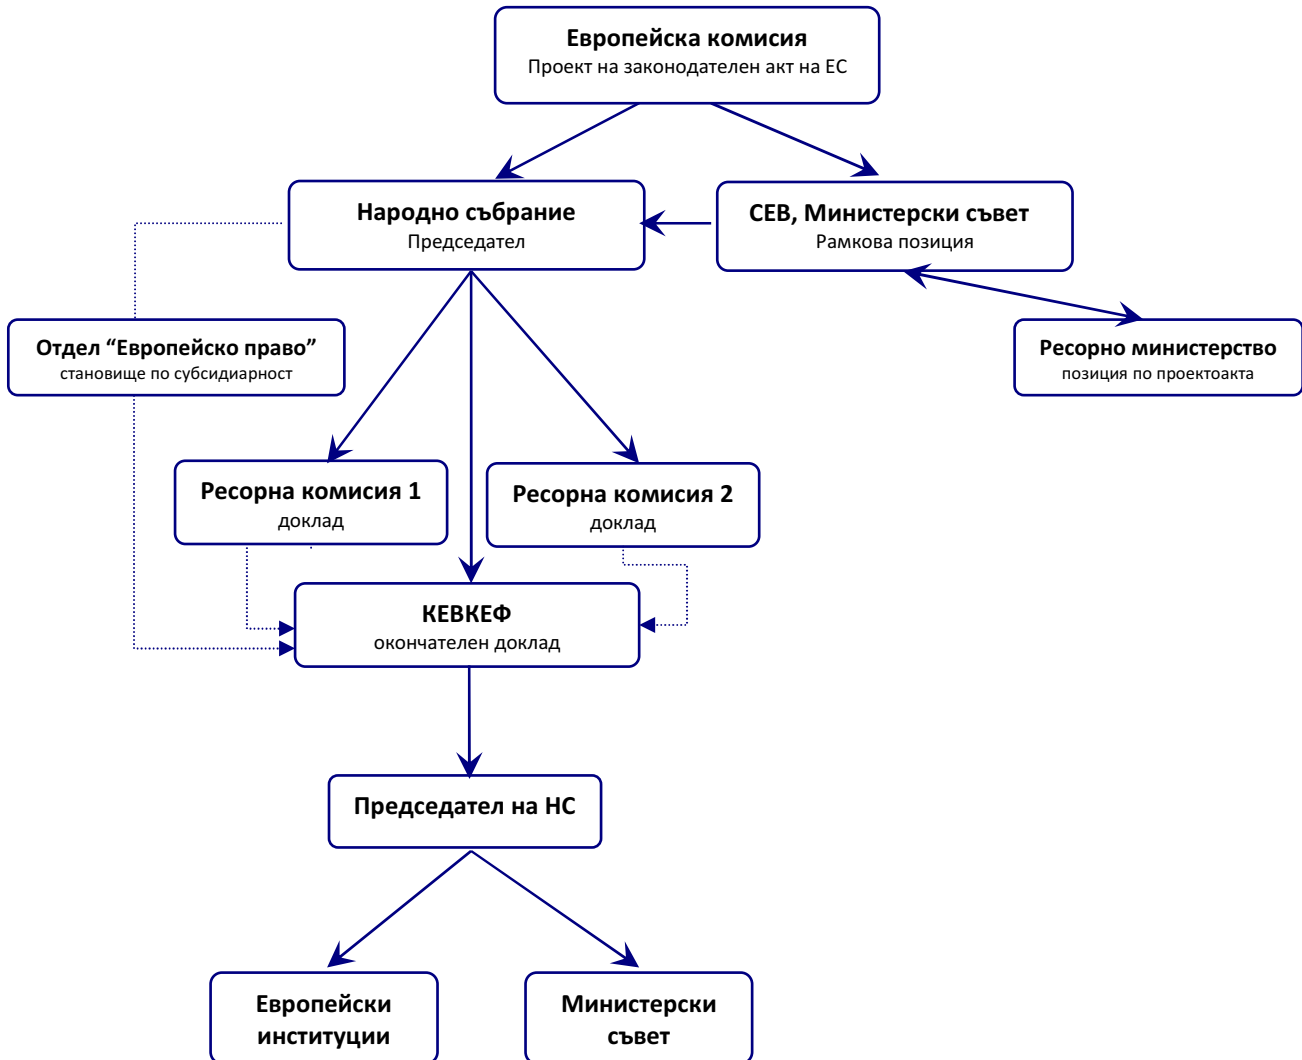 Европейска комисия
Проект на законодателен акт на ЕС
Народно събрание
Председател
СЕВ, Министерски съвет
Рамкова позиция
Отдел “Европейско право”
становище по субсидиарност
Ресорно министерство
позиция по проектоакта
Ресорна комисия 1
доклад
Ресорна комисия 2
доклад
КЕВКЕФ
окончателен доклад
Председател на НС
Европейски
институции
Министерски
съвет